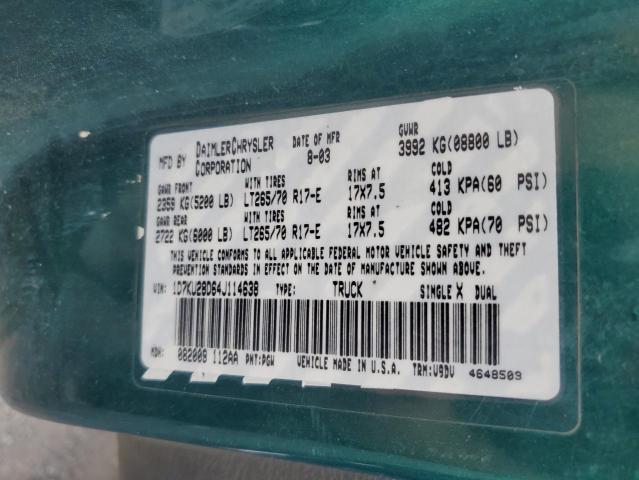 MFD BY DAIMLERCHRYSLER CORPORATION DATE OF MFR 8-03 GVWR 3992 KG(08800 LB)
GAWR FRONT WITH TIRES RIMS AT COLD
2359 KG(5200 LB) LT265/70 R17-E 17X7.5 413 KPA(60 PSI)
GAWR REAR WITH TIRES RIMS AT COLD
2722 KG(6000 LB) LT265/70 R17-E 17X7.5 482 KPA(70 PSI)
THIS VEHICLE CONFORMS TO ALL APPLICABLE FEDERAL MOTOR VEHICLE SAFETY AND THEFT
PREVENTION STANDARDS IN EFFECT ON THE DATE OF MANUFACTURE SHOWN ABOVE.
VIN: 1D7KU28D64J114638 TYPE: TRUCK SINGLE X DUAL
MDH: 082009 112AA PNT:PGW VEHICLE MADE IN U.S.A. TRM:V9DV 4648503